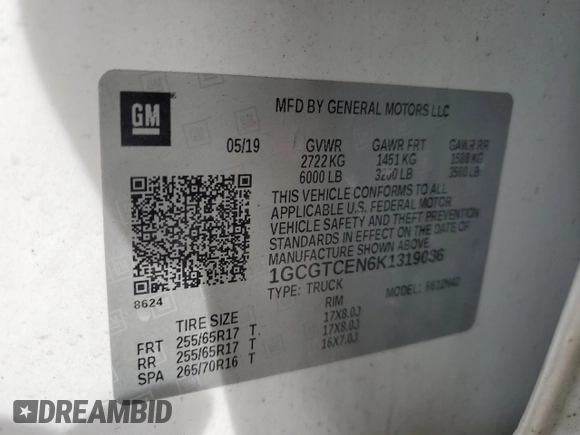 GM
MFD BY GENERAL MOTORS LLC
05/19 GVWR GAWR FRT GAWR RR
2722 KG 1451 KG 1588 KG
6000 LB 3200 LB 3500 LB
THIS VEHICLE CONFORMS TO ALL
APPLICABLE U.S. FEDERAL MOTOR
VEHICLE SAFETY AND THEFT PREVENTION
STANDARDS IN EFFECT ON THE DATE OF
MANUFACTURE SHOWN ABOVE.
1GCGTCEN6K1319036
8624 TYPE: TRUCK MODEL:
TIRE SIZE RIM
FRT 255/65R17 T 17X8.0J
RR 255/65R17 T 17X8.0J
SPA 265/70R16 T 16X7.0J
DREAMBID